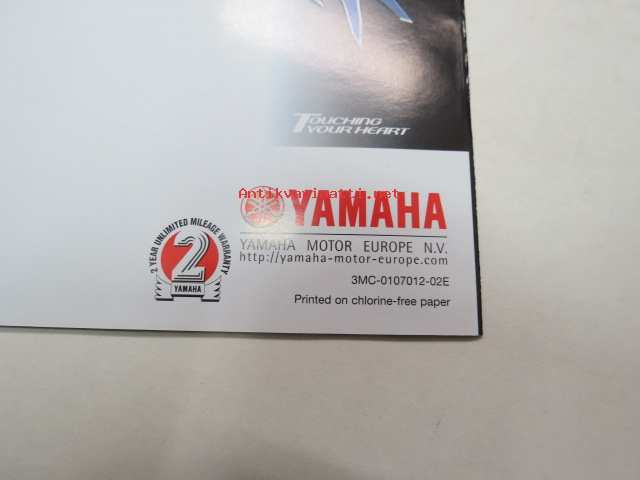 TOUCHING
YOUR HEART
Antikvariaatti.net
YAMAHA
YAMAHA MOTOR EUROPE N.V.
http://yamaha-motor-europe.com
3MC-0107012-02E
Printed on chlorine-free paper
2 YEAR UNLIMITED MILEAGE WARRANTY
2
YAMAHA